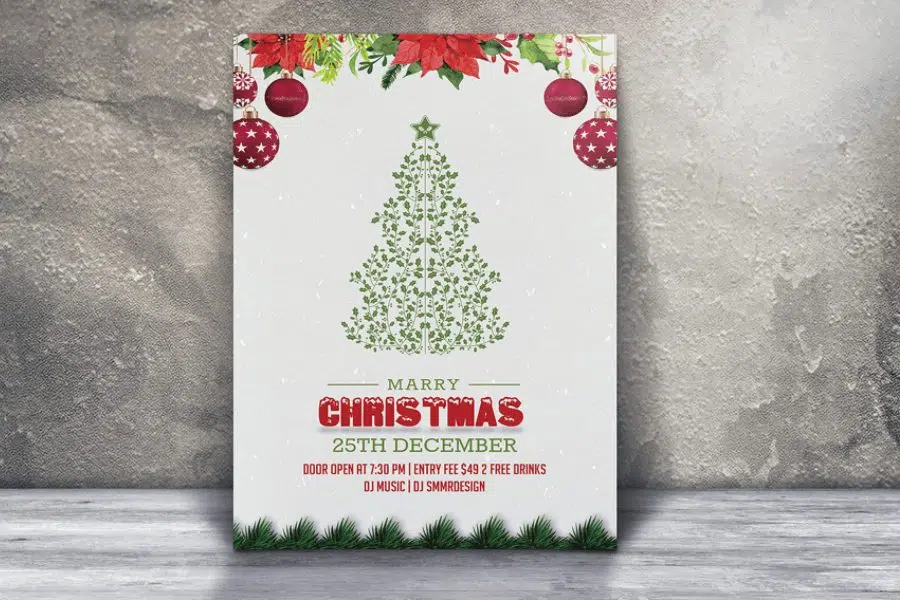 MARRY
CHRISTMAS
25TH DECEMBER
DOOR OPEN AT 7:30 PM | ENTRY FEE $49 2 FREE DRINKS
DJ MUSIC | DJ SMMRDESIGN